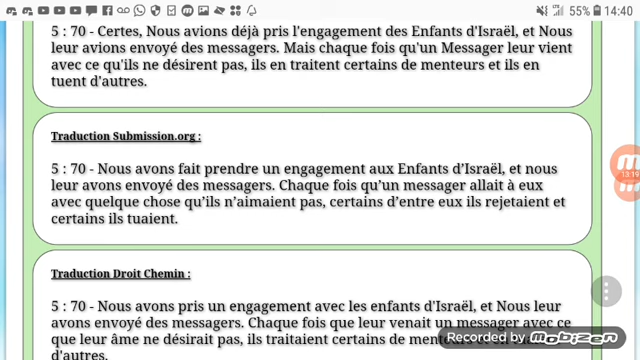 55% 14:40
5 : 70 - Certes, Nous avions déjà pris l'engagement des Enfants d'Israël, et Nous
leur avions envoyé des messagers. Mais chaque fois qu'un Messager leur vient
avec ce qu'ils ne désirent pas, ils en traitent certains de menteurs et ils en
tuent d'autres.
Traduction Submission.org :
5 : 70 - Nous avons fait prendre un engagement aux Enfants d’Israël, et nous
leur avons envoyé des messagers. Chaque fois qu’un messager allait à eux
avec quelque chose qu’ils n’aimaient pas, certains d’entre eux ils rejetaient et
certains ils tuaient.
13:19
Traduction Droit Chemin :
5 : 70 - Nous avons pris un engagement avec les enfants d'Israël, et Nous leur
avons envoyé des messagers. Chaque fois que leur venait un messager avec ce
que leur âme ne désirait pas, ils traitaient certains de menteurs et en
d'autres.
Recorded by mobizen